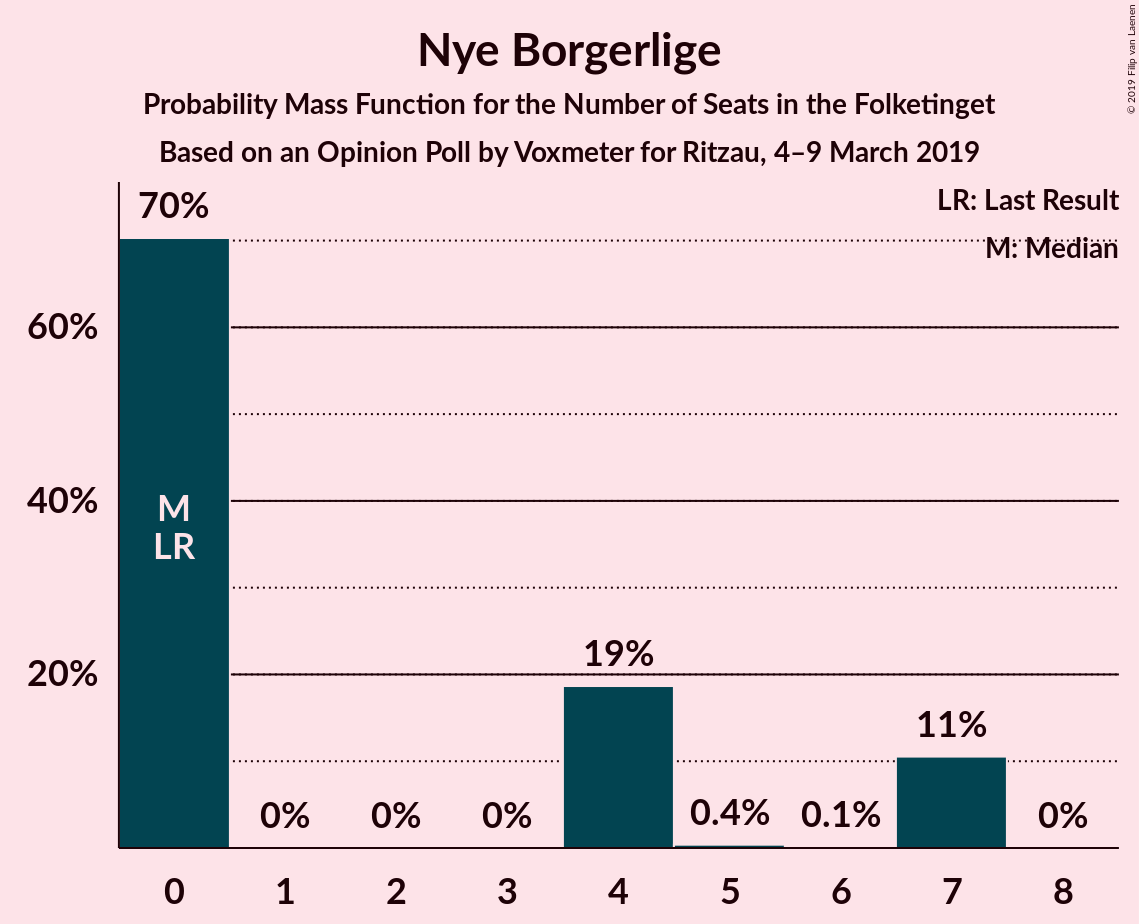 Nye Borgerlige
Probability Mass Function for the Number of Seats in the Folketinget
Based on an Opinion Poll by Voxmeter for Ritzau, 4–9 March 2019
© 2019 Filip van Laenen
LR: Last Result
M: Median
70%
60%
40%
20%
M
LR
0%
0%
0%
19%
0.4%
0.1%
11%
0%
0
1
2
3
4
5
6
7
8